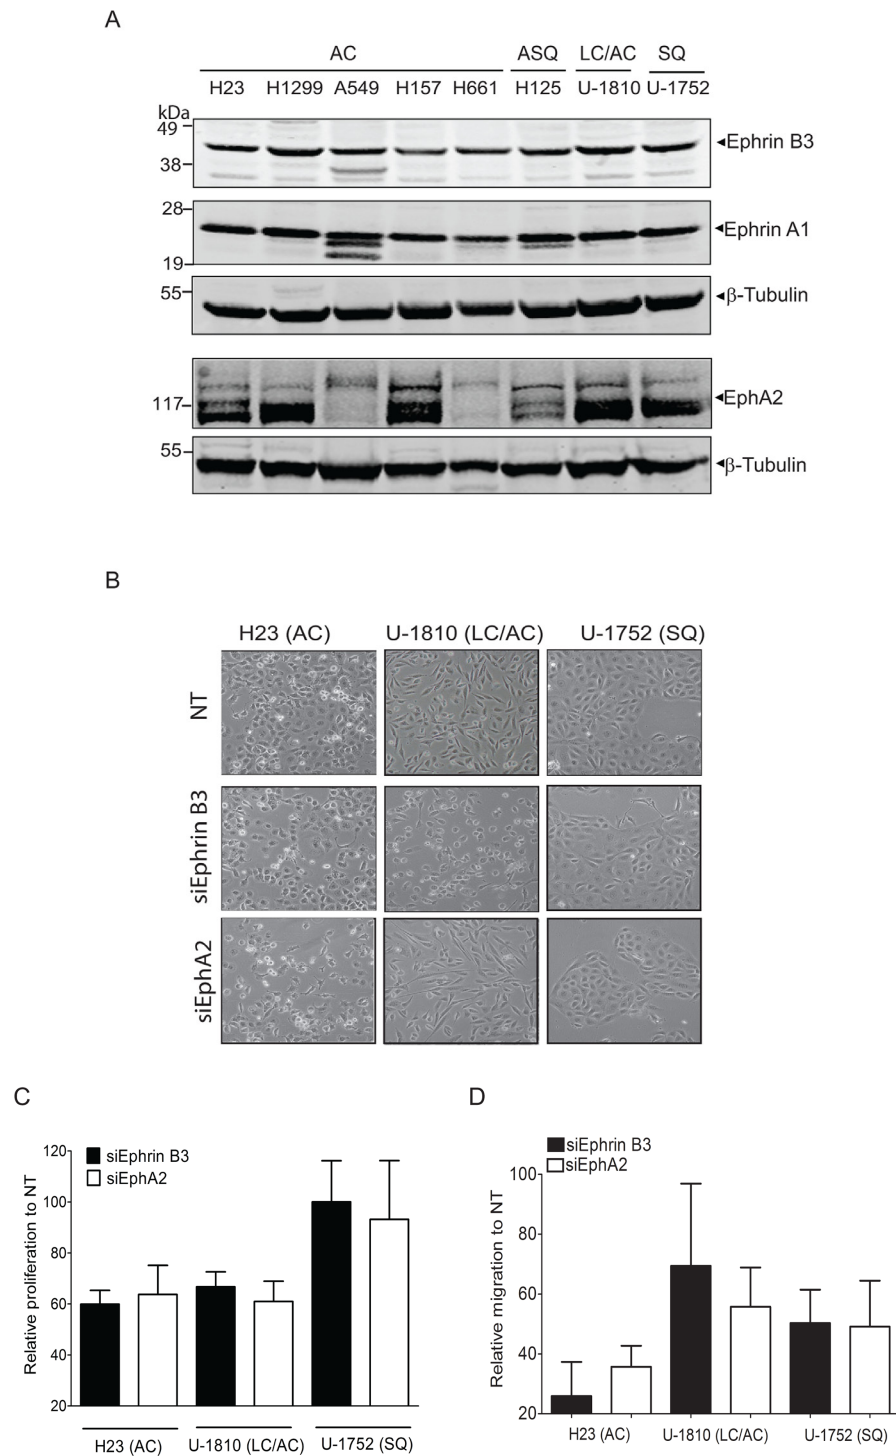 A
AC ASQ LC/AC SQ
H23 H1299 A549 H157 H661 H125 U-1810 U-1752
kDa
49
Ephrin B3
38
28
Ephrin A1
19
55
β-Tubulin
117
EphA2
55
β-Tubulin
B
H23 (AC) U-1810 (LC/AC) U-1752 (SQ)
NT
siEphrin B3
siEphA2
C
siEphrin B3
siEphA2
Relative proliferation to NT
120
100
80
60
40
20
H23 (AC) U-1810 (LC/AC) U-1752 (SQ)
D
siEphrin B3
siEphA2
Relative migration to NT
100
80
60
40
20
H23 (AC) U-1810 (LC/AC) U-1752 (SQ)